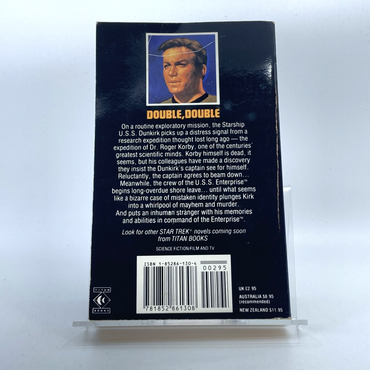 DOUBLE, DOUBLE
On a routine exploratory mission, the Starship
U.S.S. Dunkirk picks up a distress signal from a
research expedition thought lost long ago — the
expedition of Dr. Roger Korby, one of the centuries'
greatest scientific minds. Korby himself is dead, it
seems, but his colleagues have made a discovery
they insist the Dunkirk's captain see for himself.
Reluctantly, the captain agrees to beam down...
Meanwhile, the crew of the U.S.S. Enterprise™
begins long-overdue shore leave... until what seems
like a bizarre case of mistaken identity plunges Kirk
into a whirlpool of mayhem and murder.
And puts an inhuman stranger with his memories
and abilities in command of the Enterprise™.
Look for other STAR TREK® novels coming soon
from TITAN BOOKS
SCIENCE FICTION/FILM AND TV
ISBN 1-85286-130-6
00295
9 781852 861308
TITAN
BOOKS
UK £2.95
AUSTRALIA $8.95
(recommended)
NEW ZEALAND $11.95